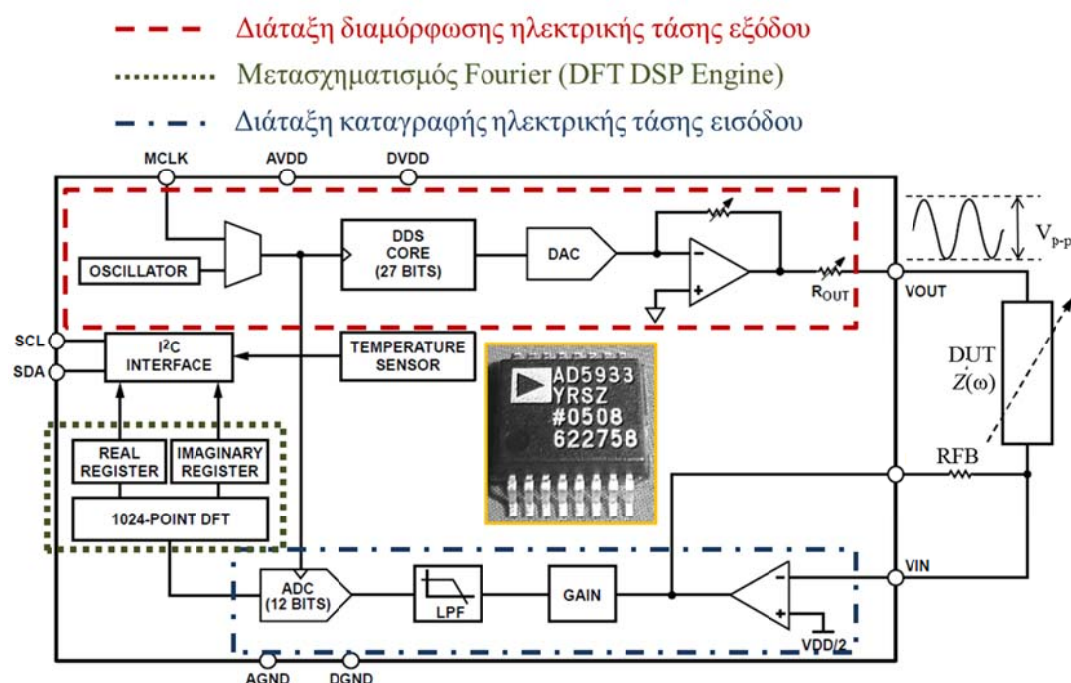 Διάταξη διαμόρφωσης ηλεκτρικής τάσης εξόδου
Μετασχηματισμός Fourier (DFT DSP Engine)
Διάταξη καταγραφής ηλεκτρικής τάσης εισόδου
MCLK
AVDD
DVDD
OSCILLATOR
DDS
CORE
(27 BITS)
DAC
ROUT
VOUT
Vp-p
SCL
SDA
I2C
INTERFACE
TEMPERATURE
SENSOR
AD5933
YRSZ
#0508
622758
DUT
Z(ω)
REAL
REGISTER
IMAGINARY
REGISTER
1024-POINT DFT
RFB
VIN
ADC
(12 BITS)
LPF
GAIN
VDD/2
AGND
DGND